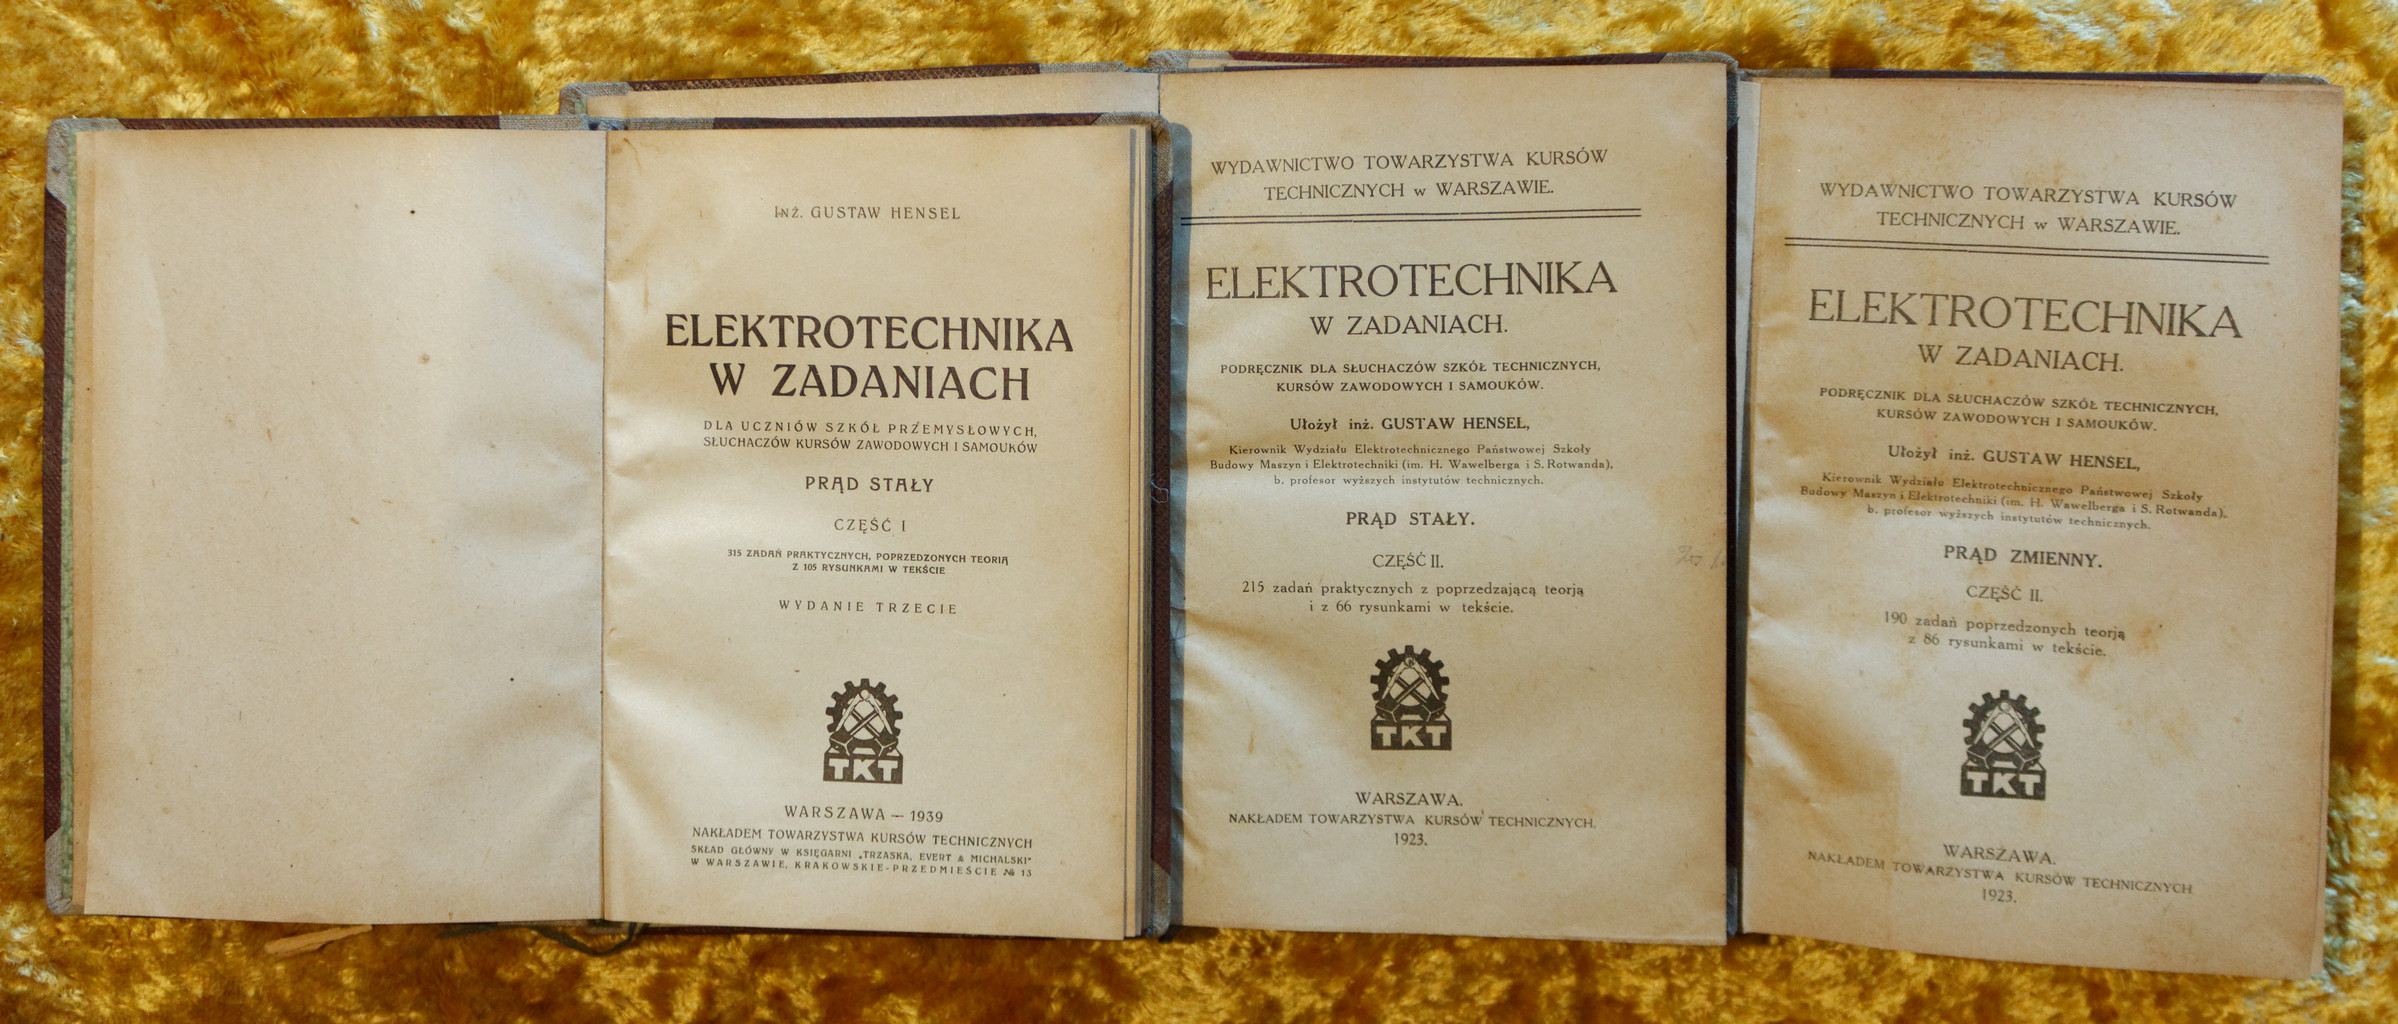 INŻ. GUSTAW HENSEL
ELEKTROTECHNIKA
W ZADANIACH
DLA UCZNIÓW SZKÓŁ PRZEMYSŁOWYCH,
SŁUCHACZÓW KURSÓW ZAWODOWYCH I SAMOUKÓW
PRĄD STAŁY
CZĘŚĆ I
315 ZADAŃ PRAKTYCZNYCH, POPRZEDZONYCH TEORIĄ
Z 105 RYSUNKAMI W TEKŚCIE
WYDANIE TRZECIE
TKT
WARSZAWA — 1939
NAKŁADEM TOWARZYSTWA KURSÓW TECHNICZNYCH
SKŁAD GŁÓWNY W KSIĘGARNI „TRZASKA, EVERT & MICHALSKI"
W WARSZAWIE, KRAKOWSKIE-PRZEDMIEŚCIE № 13
WYDAWNICTWO TOWARZYSTWA KURSÓW
TECHNICZNYCH w WARSZAWIE.
ELEKTROTECHNIKA
W ZADANIACH.
PODRĘCZNIK DLA SŁUCHACZÓW SZKÓŁ TECHNICZNYCH,
KURSÓW ZAWODOWYCH I SAMOUKÓW.
Ułożył inż. GUSTAW HENSEL,
Kierownik Wydziału Elektrotechnicznego Państwowej Szkoły
Budowy Maszyn i Elektrotechniki (im. H. Wawelberga i S. Rotwanda),
b. profesor wyższych instytutów technicznych.
PRĄD STAŁY.
CZĘŚĆ II.
215 zadań praktycznych z poprzedzającą teorją
i z 66 rysunkami w tekście.
TKT
WARSZAWA.
NAKŁADEM TOWARZYSTWA KURSÓW TECHNICZNYCH.
1923.
WYDAWNICTWO TOWARZYSTWA KURSÓW
TECHNICZNYCH w WARSZAWIE.
ELEKTROTECHNIKA
W ZADANIACH.
PODRĘCZNIK DLA SŁUCHACZÓW SZKÓŁ TECHNICZNYCH,
KURSÓW ZAWODOWYCH I SAMOUKÓW.
Ułożył inż. GUSTAW HENSEL,
Kierownik Wydziału Elektrotechnicznego Państwowej Szkoły
Budowy Maszyn i Elektrotechniki (im. H. Wawelberga i S. Rotwanda),
b. profesor wyższych instytutów technicznych.
PRĄD ZMIENNY.
CZĘŚĆ II.
190 zadań poprzedzonych teorją
z 86 rysunkami w tekście.
TKT
WARSZAWA.
NAKŁADEM TOWARZYSTWA KURSÓW TECHNICZNYCH
1923.